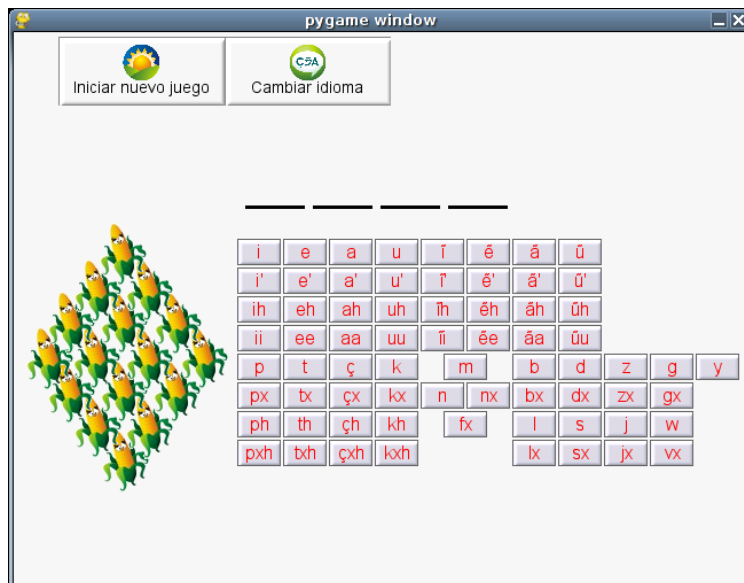 pygame window
Iniciar nuevo juego Cambiar idioma
i e a u ĩ ẽ ã ũ
i' e' a' u' ĩ' ẽ' ã' ũ'
ih eh ah uh ĩh ẽh ãh ũh
ii ee aa uu ĩi ẽe ãa ũu
p t ç k m b d z g y
px tx çx kx n nx bx dx zx gx
ph th çh kh fx l s j w
pxh txh çxh kxh lx sx jx vx